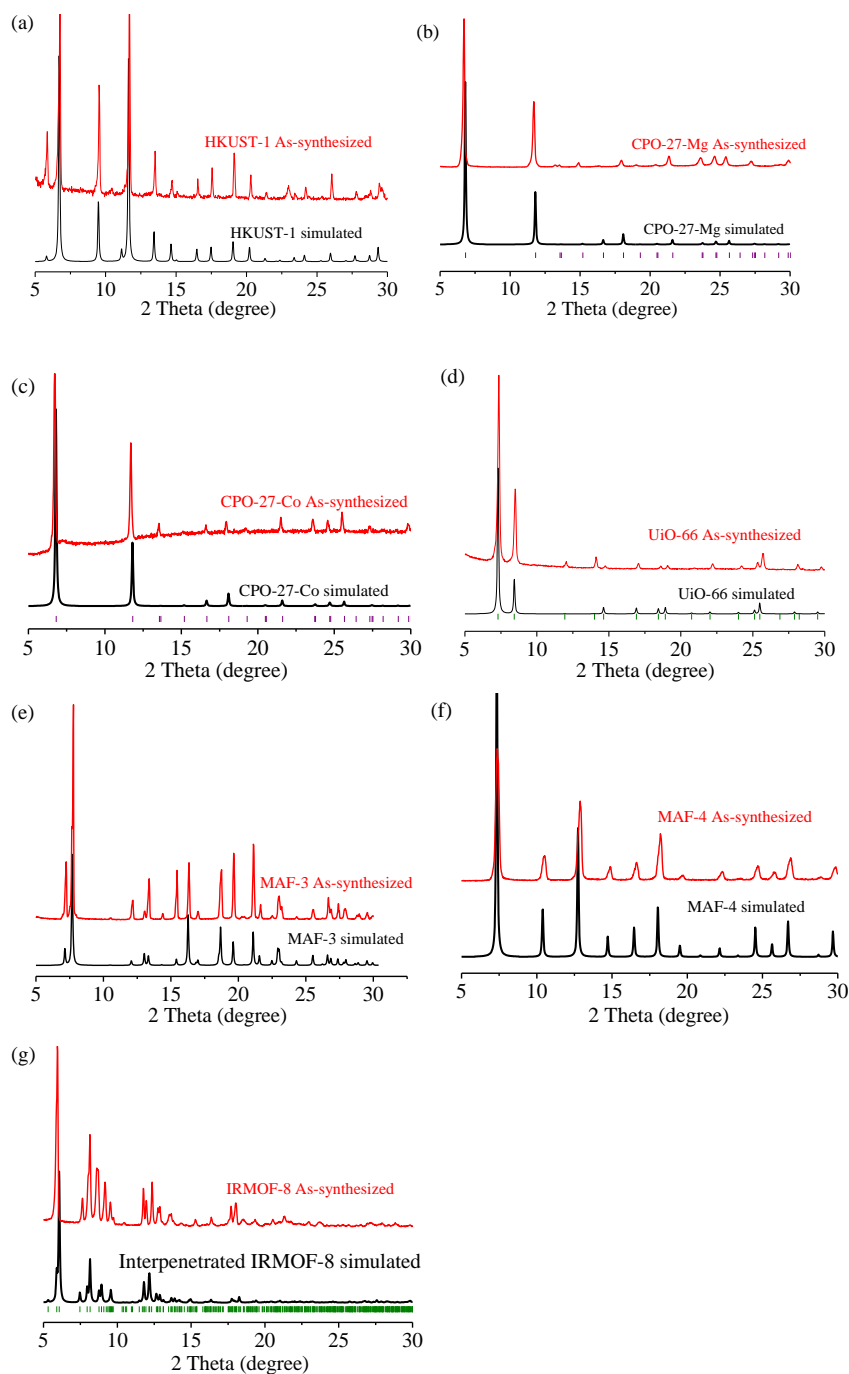 (a)
HKUST-1 As-synthesized
HKUST-1 simulated
5 10 15 20 25 30
2 Theta (degree)
(b)
CPO-27-Mg As-synthesized
CPO-27-Mg simulated
5 10 15 20 25 30
2 Theta (degree)
(c)
CPO-27-Co As-synthesized
CPO-27-Co simulated
5 10 15 20 25 30
2 Theta (degree)
(d)
UiO-66 As-synthesized
UiO-66 simulated
5 10 15 20 25 30
2 Theta (degree)
(e)
MAF-3 As-synthesized
MAF-3 simulated
5 10 15 20 25 30
2 Theta (degree)
(f)
MAF-4 As-synthesized
MAF-4 simulated
5 10 15 20 25 30
2 Theta (degree)
(g)
IRMOF-8 As-synthesized
Interpenetrated IRMOF-8 simulated
5 10 15 20 25 30
2 Theta (degree)